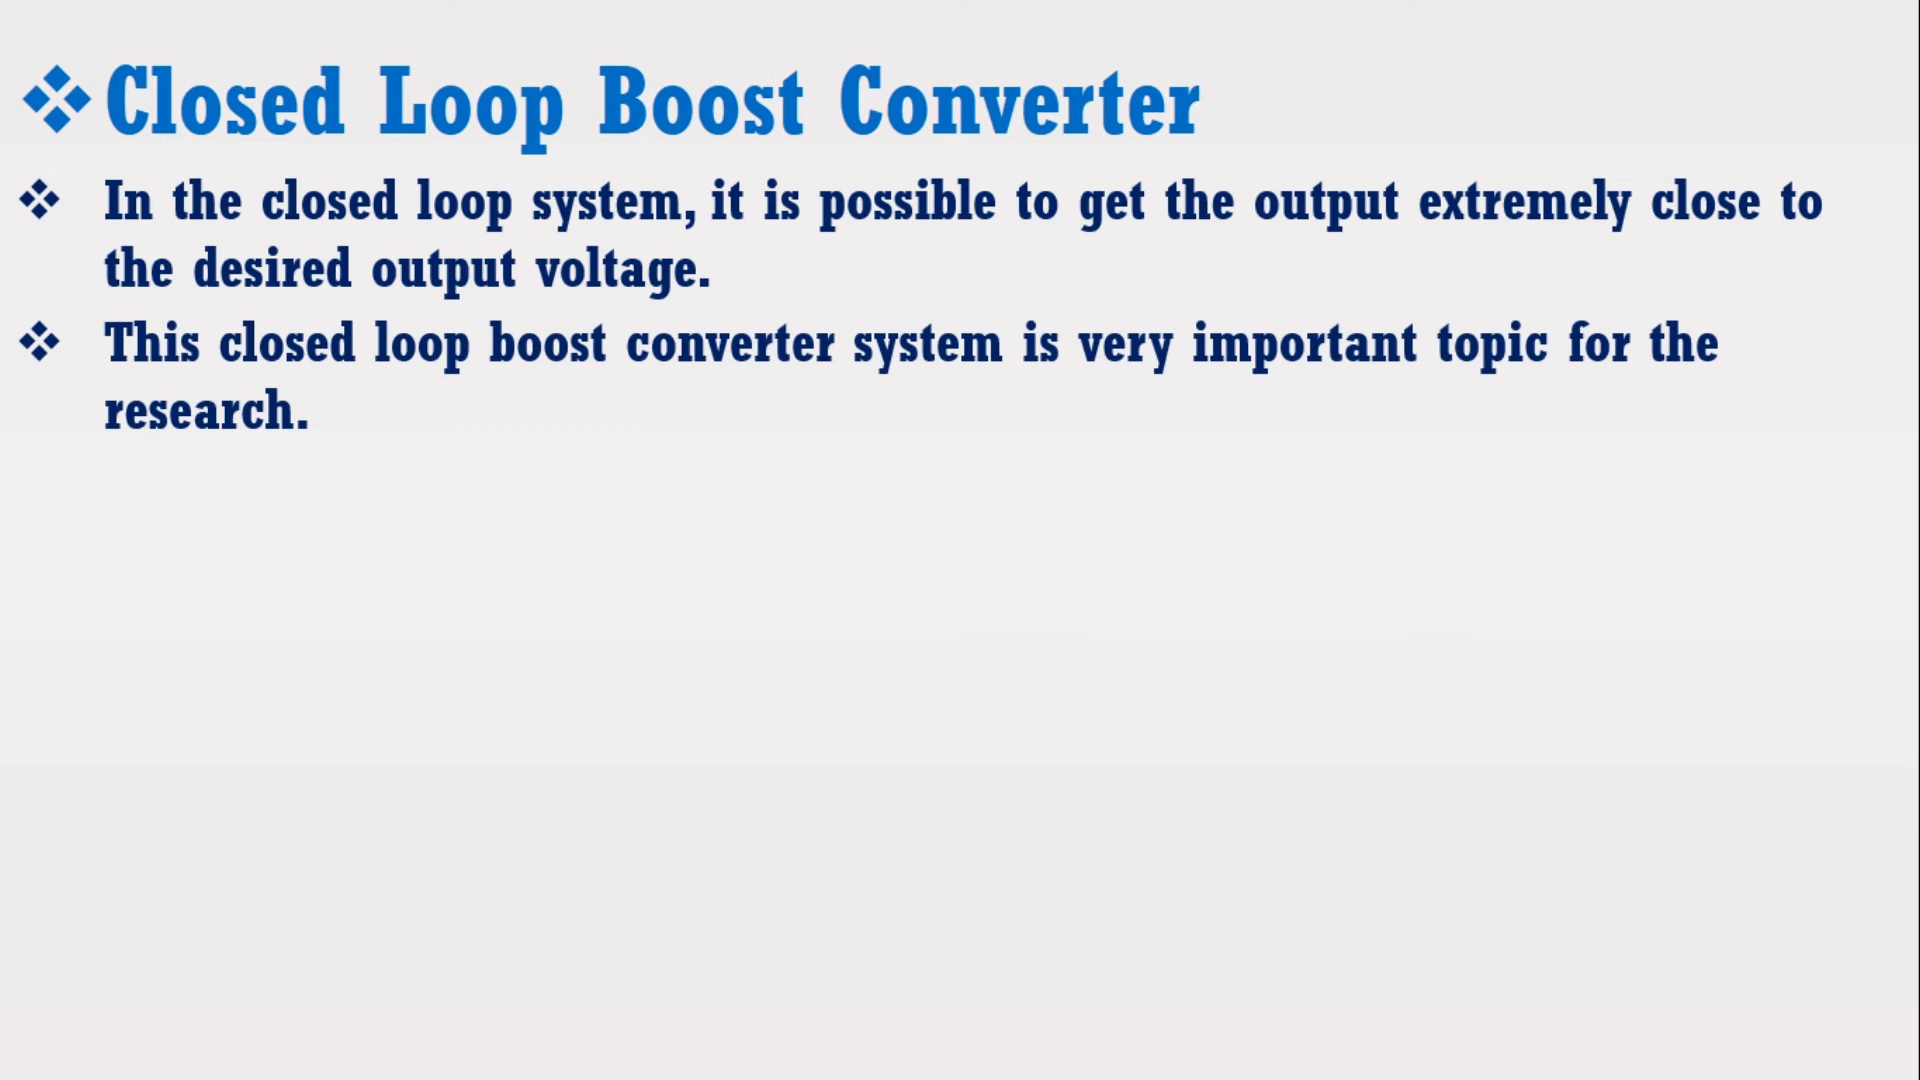 ❖Closed Loop Boost Converter
❖ In the closed loop system, it is possible to get the output extremely close to
the desired output voltage.
❖ This closed loop boost converter system is very important topic for the
research.